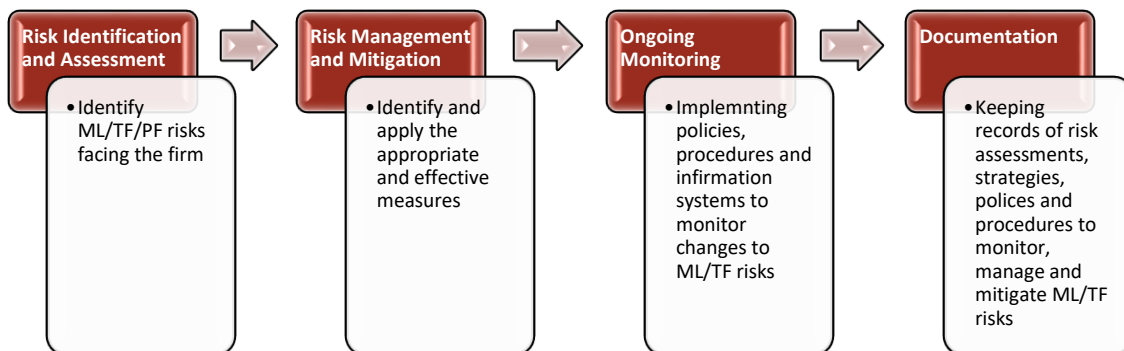 Risk Identification
and Assessment
•Identify
ML/TF/PF risks
facing the firm
Risk Management
and Mitigation
•Identify and
apply the
appropriate
and effective
measures
Ongoing
Monitoring
•Implemnting
policies,
procedures and
infirmation
systems to
monitor
changes to
ML/TF risks
Documentation
•Keeping
records of risk
assessments,
strategies,
polices and
procedures to
monitor,
manage and
mitigate ML/TF
risks